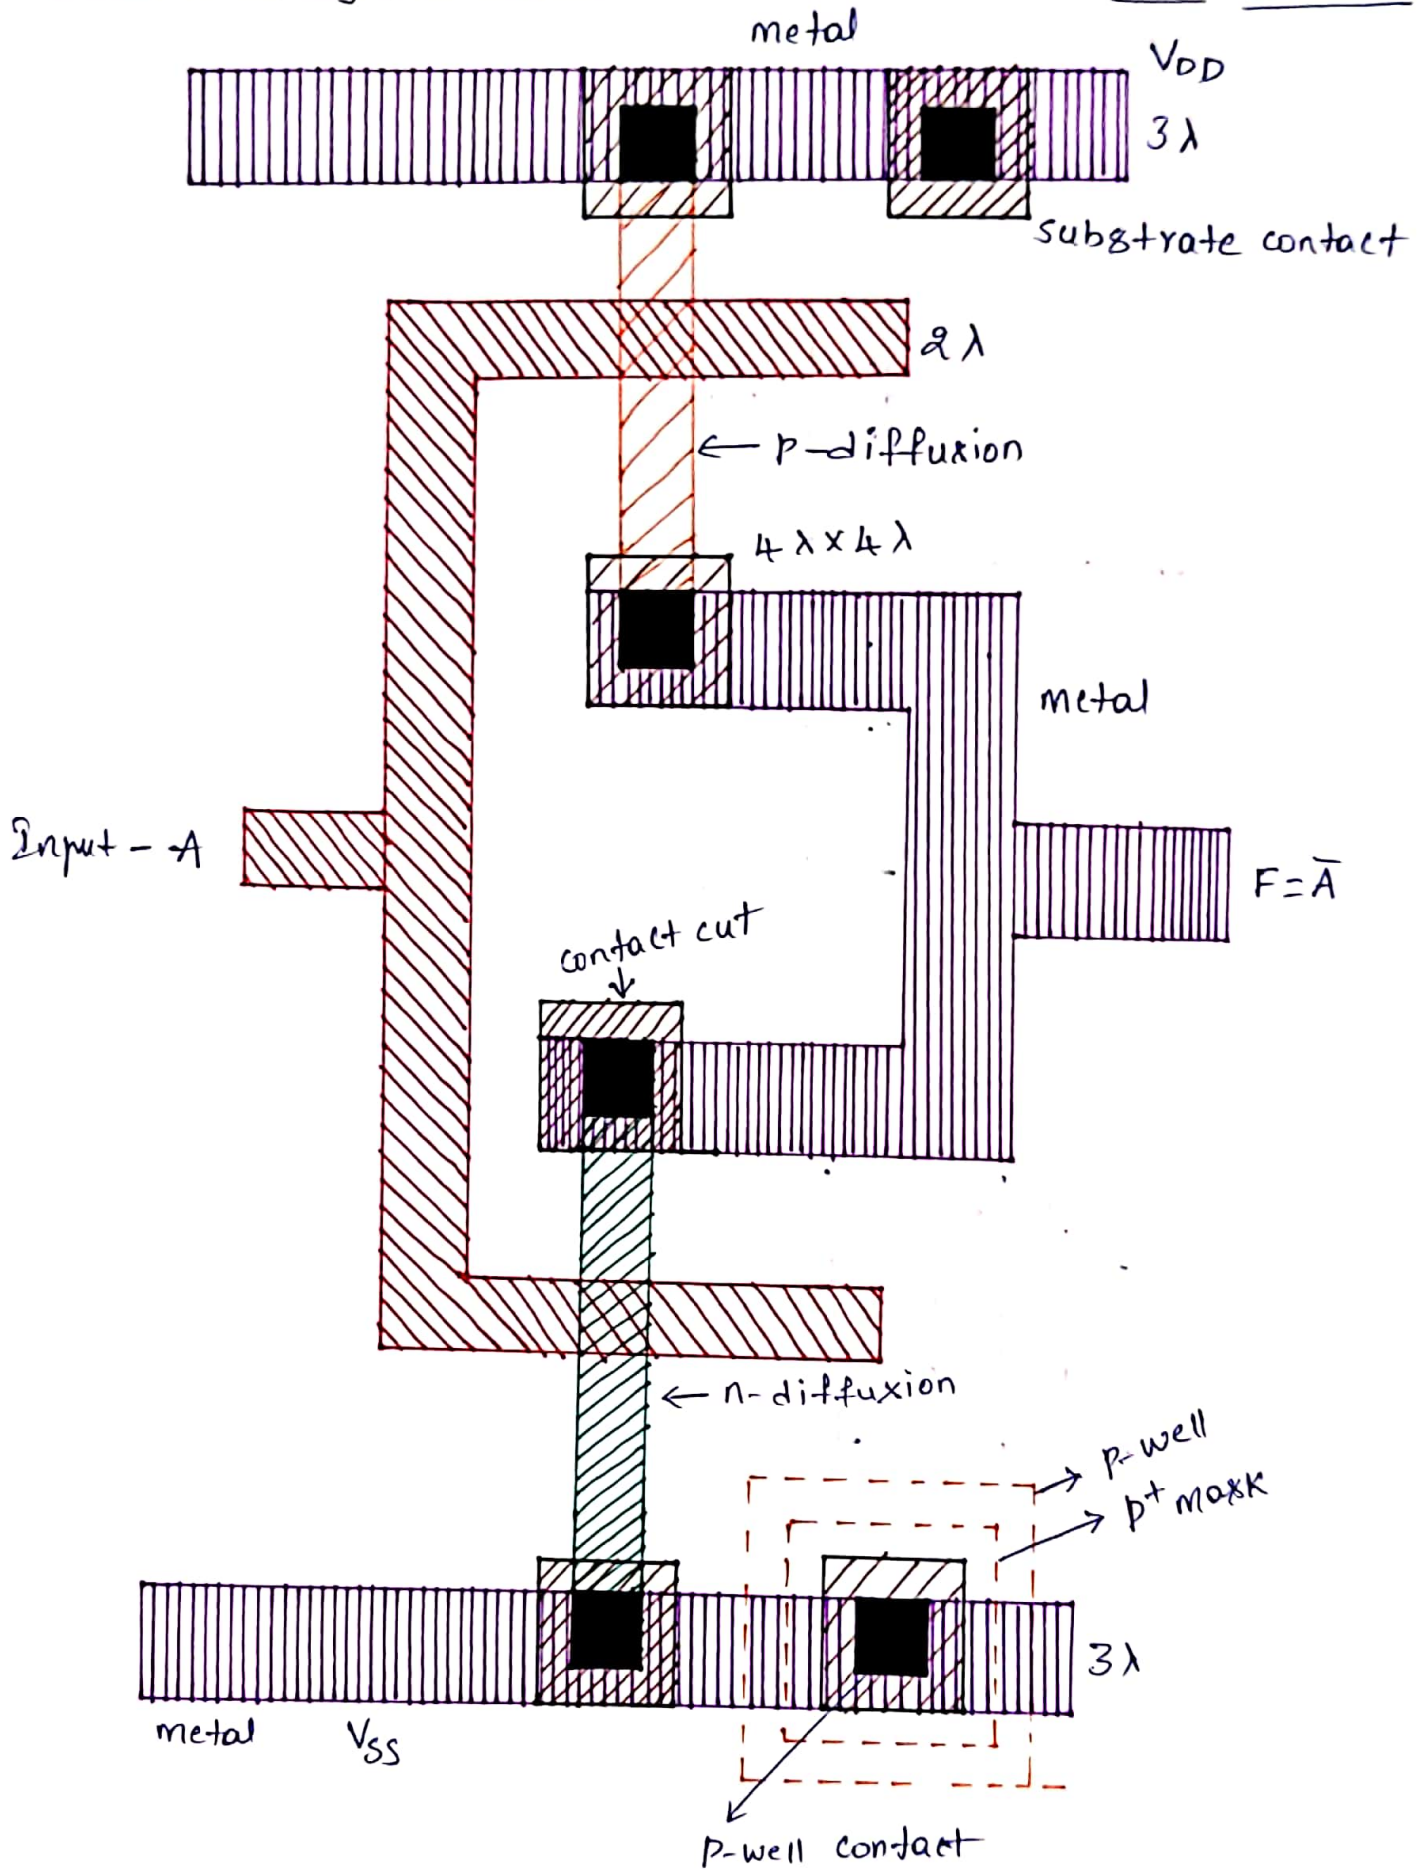 metal
VDD
3λ
substrate contact
2λ
← p-diffusion
4λ×4λ
metal
Input - A
F = A̅
contact cut
← n-diffusion
p-well
p+ mask
3λ
metal VSS
p-well contact